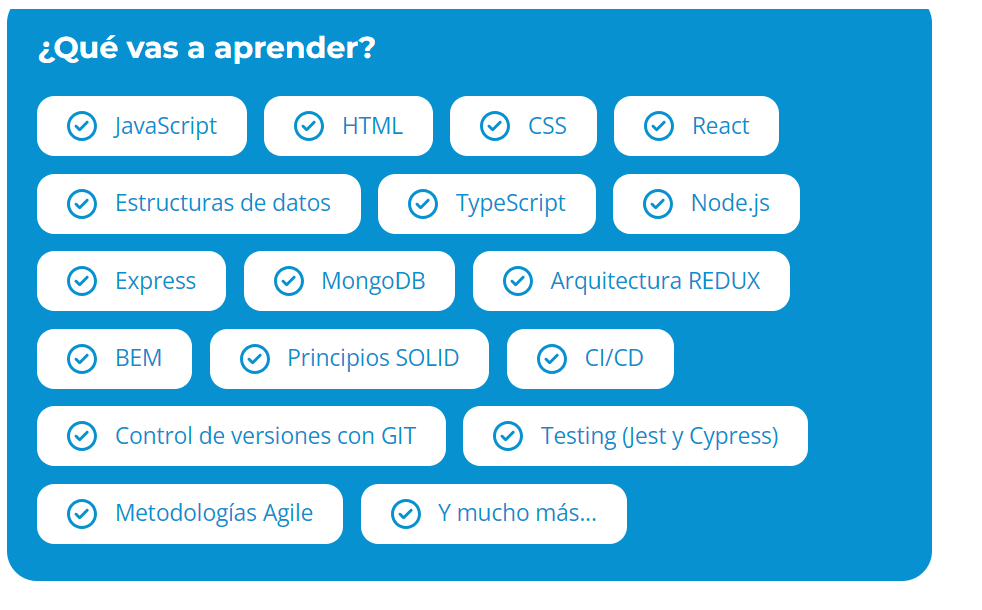 ¿Qué vas a aprender?
JavaScript HTML CSS React
Estructuras de datos TypeScript Node.js
Express MongoDB Arquitectura REDUX
BEM Principios SOLID CI/CD
Control de versiones con GIT Testing (Jest y Cypress)
Metodologías Agile Y mucho más...